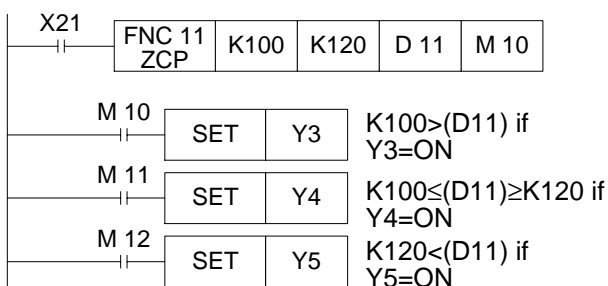 X21
FNC 11 K100 K120 D 11 M 10
ZCP
M 10
SET Y3 K100>(D11) if
Y3=ON
M 11
SET Y4 K100≤(D11)≥K120 if
Y4=ON
M 12
SET Y5 K120<(D11) if
Y5=ON